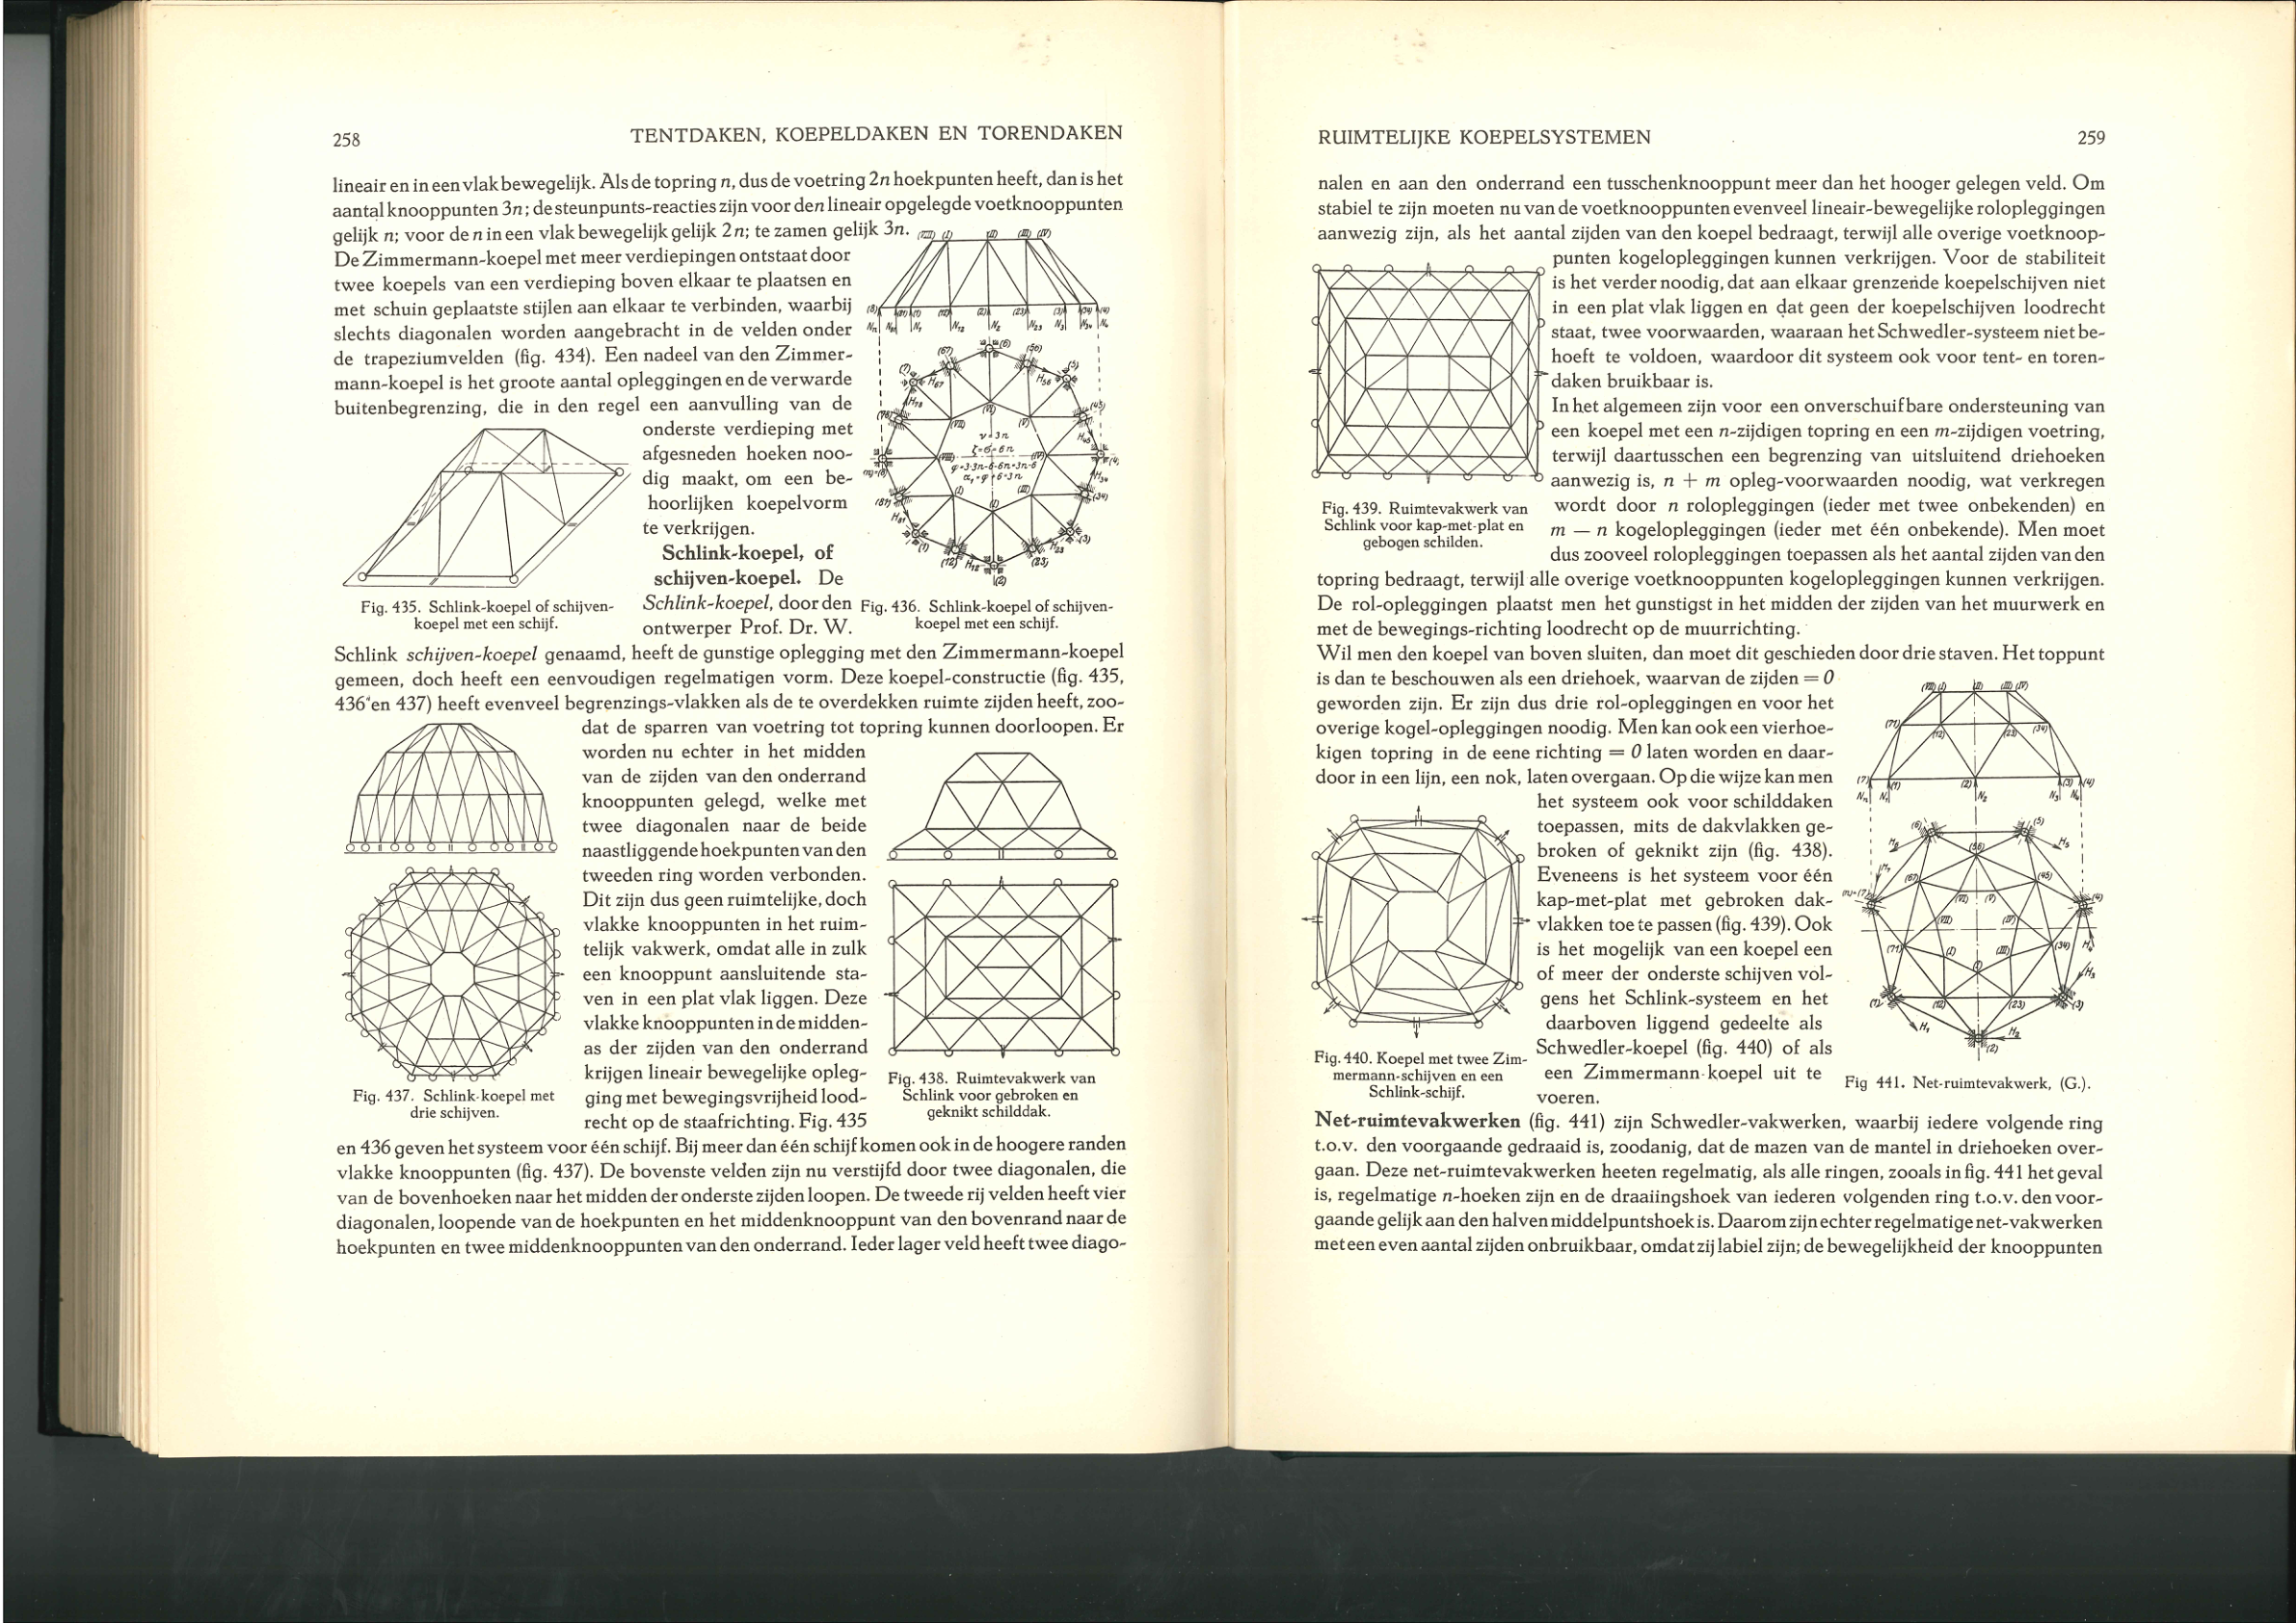 258
TENTDAKEN, KOEPELDAKEN EN TORENDAKEN
lineair en in een vlak bewegelijk. Als de topring n, dus de voetring 2n hoekpunten heeft, dan is het
aantal knooppunten 3n; de steunpunts-reacties zijn voor den lineair opgelegde voetknooppunten
gelijk n; voor de n in een vlak bewegelijk gelijk 2n; te zamen gelijk 3n.
De Zimmermann-koepel met meer verdiepingen ontstaat door
twee koepels van een verdieping boven elkaar te plaatsen en
met schuin geplaatste stijlen aan elkaar te verbinden, waarbij
slechts diagonalen worden aangebracht in de velden onder
de trapeziumvelden (fig. 434). Een nadeel van den Zimmer-
mann-koepel is het groote aantal opleggingen en de verwarde
buitenbegrenzing, die in den regel een aanvulling van de
onderste verdieping met
afgesneden hoeken noo-
dig maakt, om een be-
hoorlijken koepelvorm
te verkrijgen.
Schlink-koepel, of
schijven-koepel. De
Schlink-koepel, door den
ontwerper Prof. Dr. W.
Fig. 435. Schlink-koepel of schijven-
koepel met een schijf.
Fig. 436. Schlink-koepel of schijven-
koepel met een schijf.
Schlink schijven-koepel genaamd, heeft de gunstige oplegging met den Zimmermann-koepel
gemeen, doch heeft een eenvoudigen regelmatigen vorm. Deze koepel-constructie (fig. 435,
436 en 437) heeft evenveel begrenzings-vlakken als de te overdekken ruimte zijden heeft, zoo-
dat de sparren van voetring tot topring kunnen doorloopen. Er
worden nu echter in het midden
van de zijden van den onderrand
knooppunten gelegd, welke met
twee diagonalen naar de beide
naastliggende hoekpunten van den
tweeden ring worden verbonden.
Dit zijn dus geen ruimtelijke, doch
vlakke knooppunten in het ruim-
telijk vakwerk, omdat alle in zulk
een knooppunt aansluitende sta-
ven in een plat vlak liggen. Deze
vlakke knooppunten in de midden-
as der zijden van den onderrand
krijgen lineair bewegelijke opleg-
ging met bewegingsvrijheid lood-
recht op de staafrichting. Fig. 435
Fig. 437. Schlink-koepel met
drie schijven.
Fig. 438. Ruimtevakwerk van
Schlink voor gebroken en
geknikt schilddak.
en 436 geven het systeem voor één schijf. Bij meer dan één schijf komen ook in de hoogere randen
vlakke knooppunten (fig. 437). De bovenste velden zijn nu verstijfd door twee diagonalen, die
van de bovenhoeken naar het midden der onderste zijden loopen. De tweede rij velden heeft vier
diagonalen, loopende van de hoekpunten en het middenknooppunt van den bovenrand naar de
hoekpunten en twee middenknooppunten van den onderrand. Ieder lager veld heeft twee diago-
RUIMTELIJKE KOEPELSYSTEMEN
259
nalen en aan den onderrand een tusschenknooppunt meer dan het hooger gelegen veld. Om
stabiel te zijn moeten nu van de voetknooppunten evenveel lineair-bewegelijke rolopleggingen
aanwezig zijn, als het aantal zijden van den koepel bedraagt, terwijl alle overige voetknoop-
punten kogelopleggingen kunnen verkrijgen. Voor de stabiliteit
is het verder noodig, dat aan elkaar grenzende koepelschijven niet
in een plat vlak liggen en dat geen der koepelschijven loodrecht
staat, twee voorwaarden, waaraan het Schwedler-systeem niet be-
hoeft te voldoen, waardoor dit systeem ook voor tent- en toren-
daken bruikbaar is.
In het algemeen zijn voor een onverschuifbare ondersteuning van
een koepel met een n-zijdigen topring en een m-zijdigen voetring,
terwijl daartusschen een begrenzing van uitsluitend driehoeken
aanwezig is, n + m opleg-voorwaarden noodig, wat verkregen
wordt door n rolopleggingen (ieder met twee onbekenden) en
m — n kogelopleggingen (ieder met één onbekende). Men moet
dus zooveel rolopleggingen toepassen als het aantal zijden van den
Fig. 439. Ruimtevakwerk van
Schlink voor kap-met-plat en
gebogen schilden.
topring bedraagt, terwijl alle overige voetknooppunten kogelopleggingen kunnen verkrijgen.
De rol-opleggingen plaatst men het gunstigst in het midden der zijden van het muurwerk en
met de bewegings-richting loodrecht op de muurrichting.
Wil men den koepel van boven sluiten, dan moet dit geschieden door drie staven. Het toppunt
is dan te beschouwen als een driehoek, waarvan de zijden = 0
geworden zijn. Er zijn dus drie rol-opleggingen en voor het
overige kogel-opleggingen noodig. Men kan ook een vierhoe-
kigen topring in de eene richting = 0 laten worden en daar-
door in een lijn, een nok, laten overgaan. Op die wijze kan men
het systeem ook voor schilddaken
toepassen, mits de dakvlakken ge-
broken of geknikt zijn (fig. 438).
Eveneens is het systeem voor één
kap-met-plat met gebroken dak-
vlakken toe te passen (fig. 439). Ook
is het mogelijk van een koepel een
of meer der onderste schijven vol-
gens het Schlink-systeem en het
daarboven liggend gedeelte als
Schwedler-koepel (fig. 440) of als
een Zimmermann-koepel uit te
voeren.
Fig. 440. Koepel met twee Zim-
mermann-schijven en een
Schlink-schijf.
Fig 441. Net-ruimtevakwerk, (G.).
Net-ruimtevakwerken (fig. 441) zijn Schwedler-vakwerken, waarbij iedere volgende ring
t.o.v. den voorgaande gedraaid is, zoodanig, dat de mazen van de mantel in driehoeken over-
gaan. Deze net-ruimtevakwerken heeten regelmatig, als alle ringen, zooals in fig. 441 het geval
is, regelmatige n-hoeken zijn en de draaiingshoek van iederen volgenden ring t.o.v. den voor-
gaande gelijk aan den halven middelpuntshoek is. Daarom zijn echter regelmatige net-vakwerken
met een even aantal zijden onbruikbaar, omdat zij labiel zijn; de bewegelijkheid der knooppunten